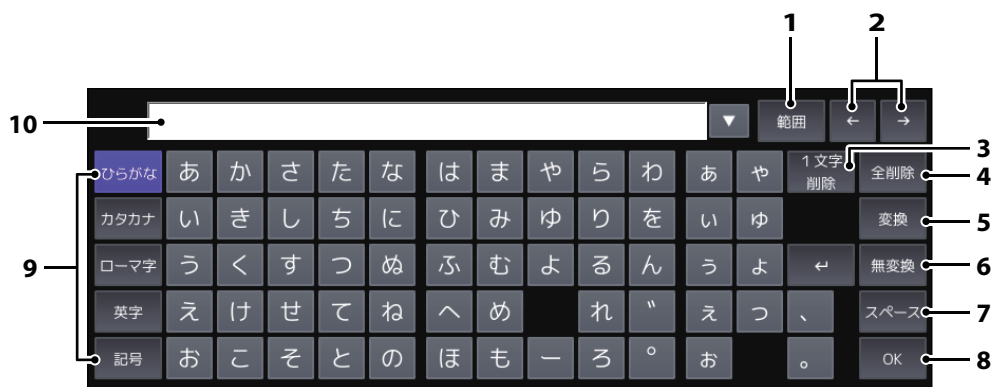 1 2
10 ▼ 範囲 ← →
ひらがな あ か さ た な は ま や ら わ ぁ ゃ 1文字削除 全削除 3 4
カタカナ い き し ち に ひ み ゆ り を ぃ ゅ 変換 5
9 ローマ字 う く す つ ぬ ふ む よ る ん ぅ ょ ↵ 無変換 6
英字 え け せ て ね へ め れ ゛ ぇ っ 、 スペース 7
記号 お こ そ と の ほ も ー ろ ゜ ぉ 。 OK 8